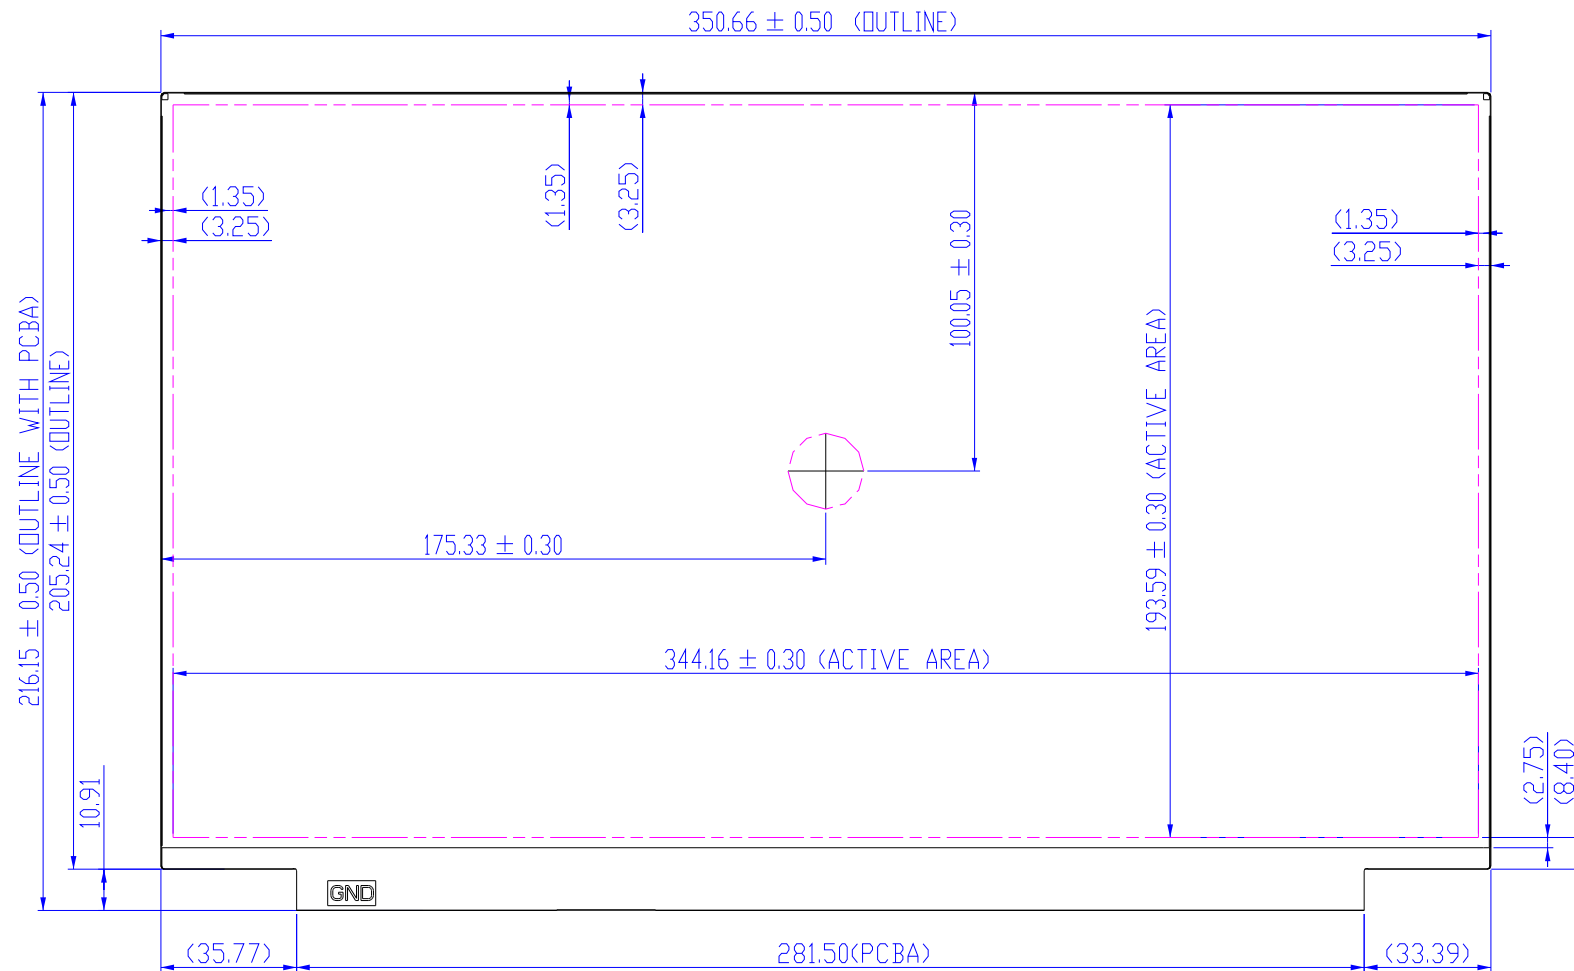 350.66 ± 0.50 (OUTLINE)
(1.35)
(3.25)
(1.35)
(3.25)
100.05 ± 0.30
(1.35)
(3.25)
216.15 ± 0.50 (OUTLINE WITH PCBA)
205.24 ± 0.50 (OUTLINE)
193.59 ± 0.30 (ACTIVE AREA)
175.33 ± 0.30
344.16 ± 0.30 (ACTIVE AREA)
10.91
(2.75)
(8.40)
GND
(35.77)
281.50(PCBA)
(33.39)